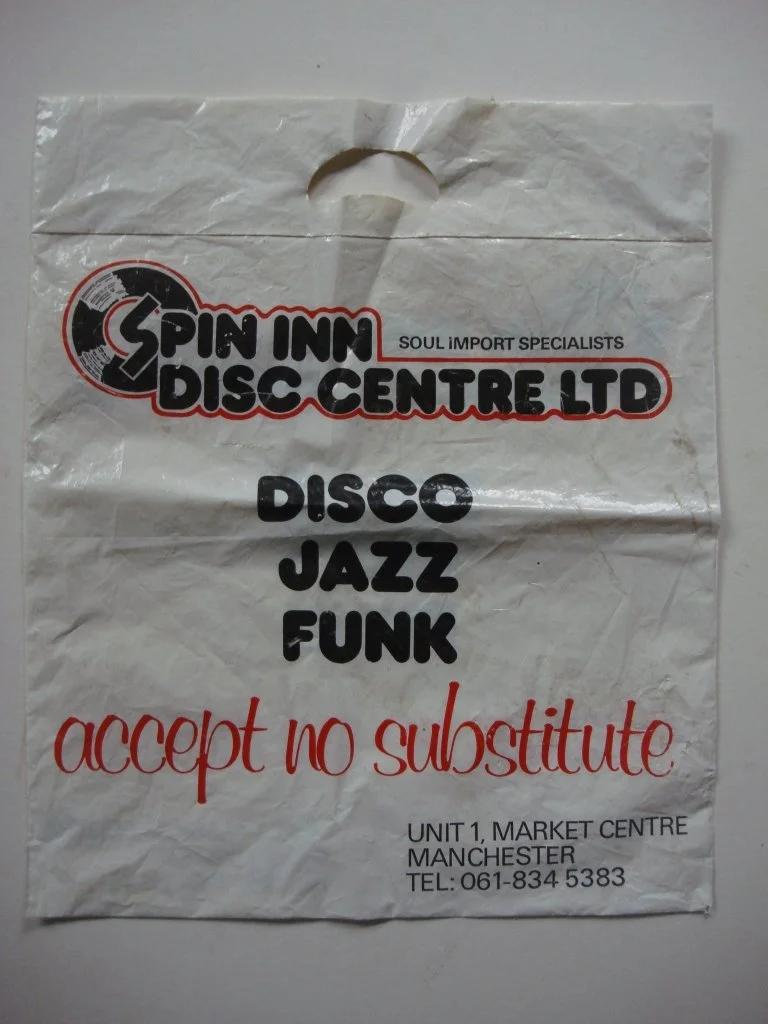 SPIN INN
SOUL IMPORT SPECIALISTS
DISC CENTRE LTD
DISCO
JAZZ
FUNK
accept no substitute
UNIT 1, MARKET CENTRE
MANCHESTER
TEL: 061-834 5383